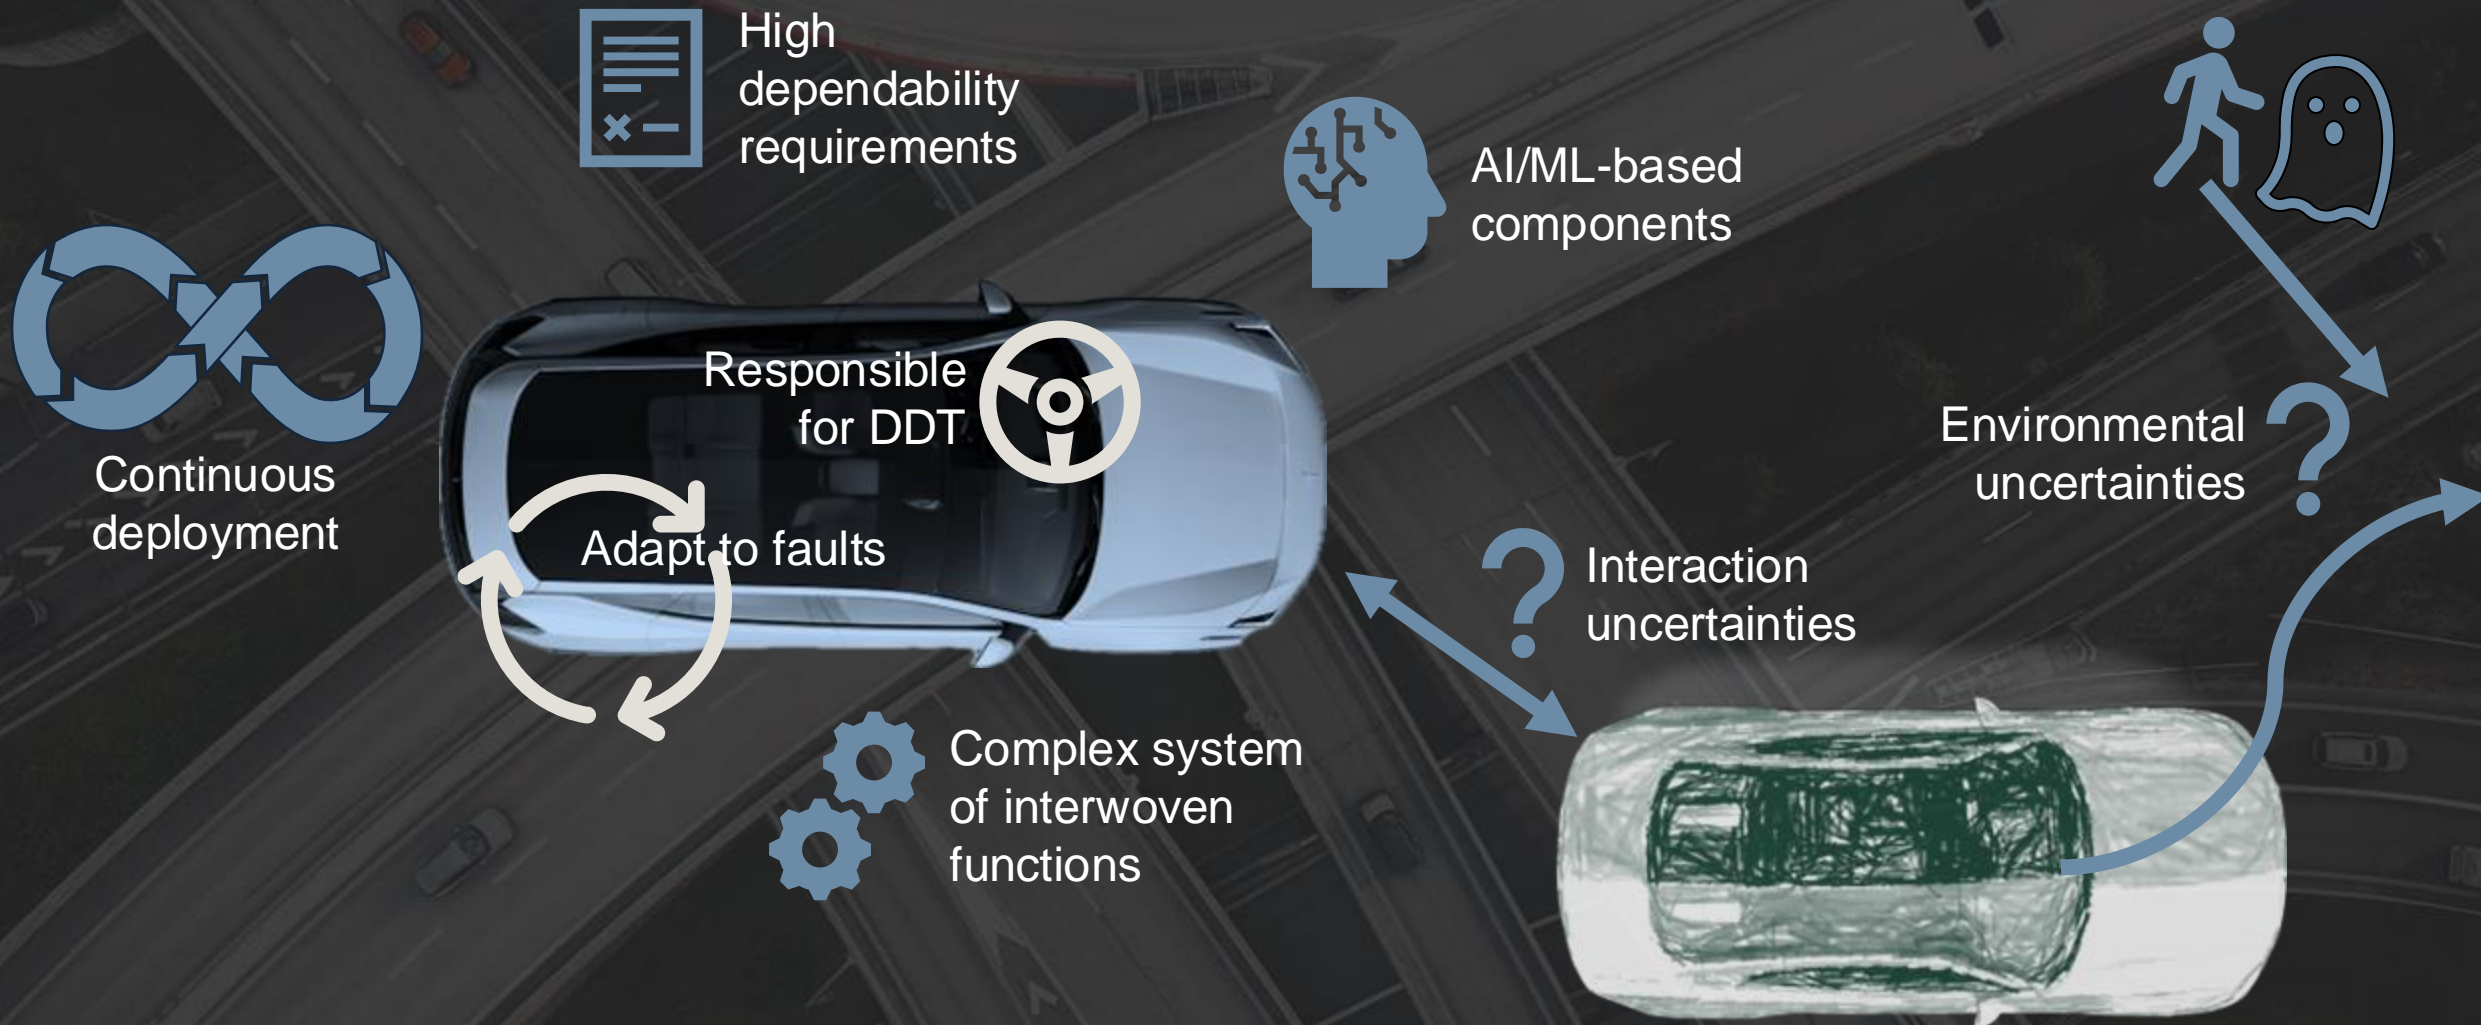 High
dependability
requirements
AI/ML-based
components
Continuous
deployment
Responsible
for DDT
Adapt to faults
Environmental
uncertainties
Interaction
uncertainties
Complex system
of interwoven
functions